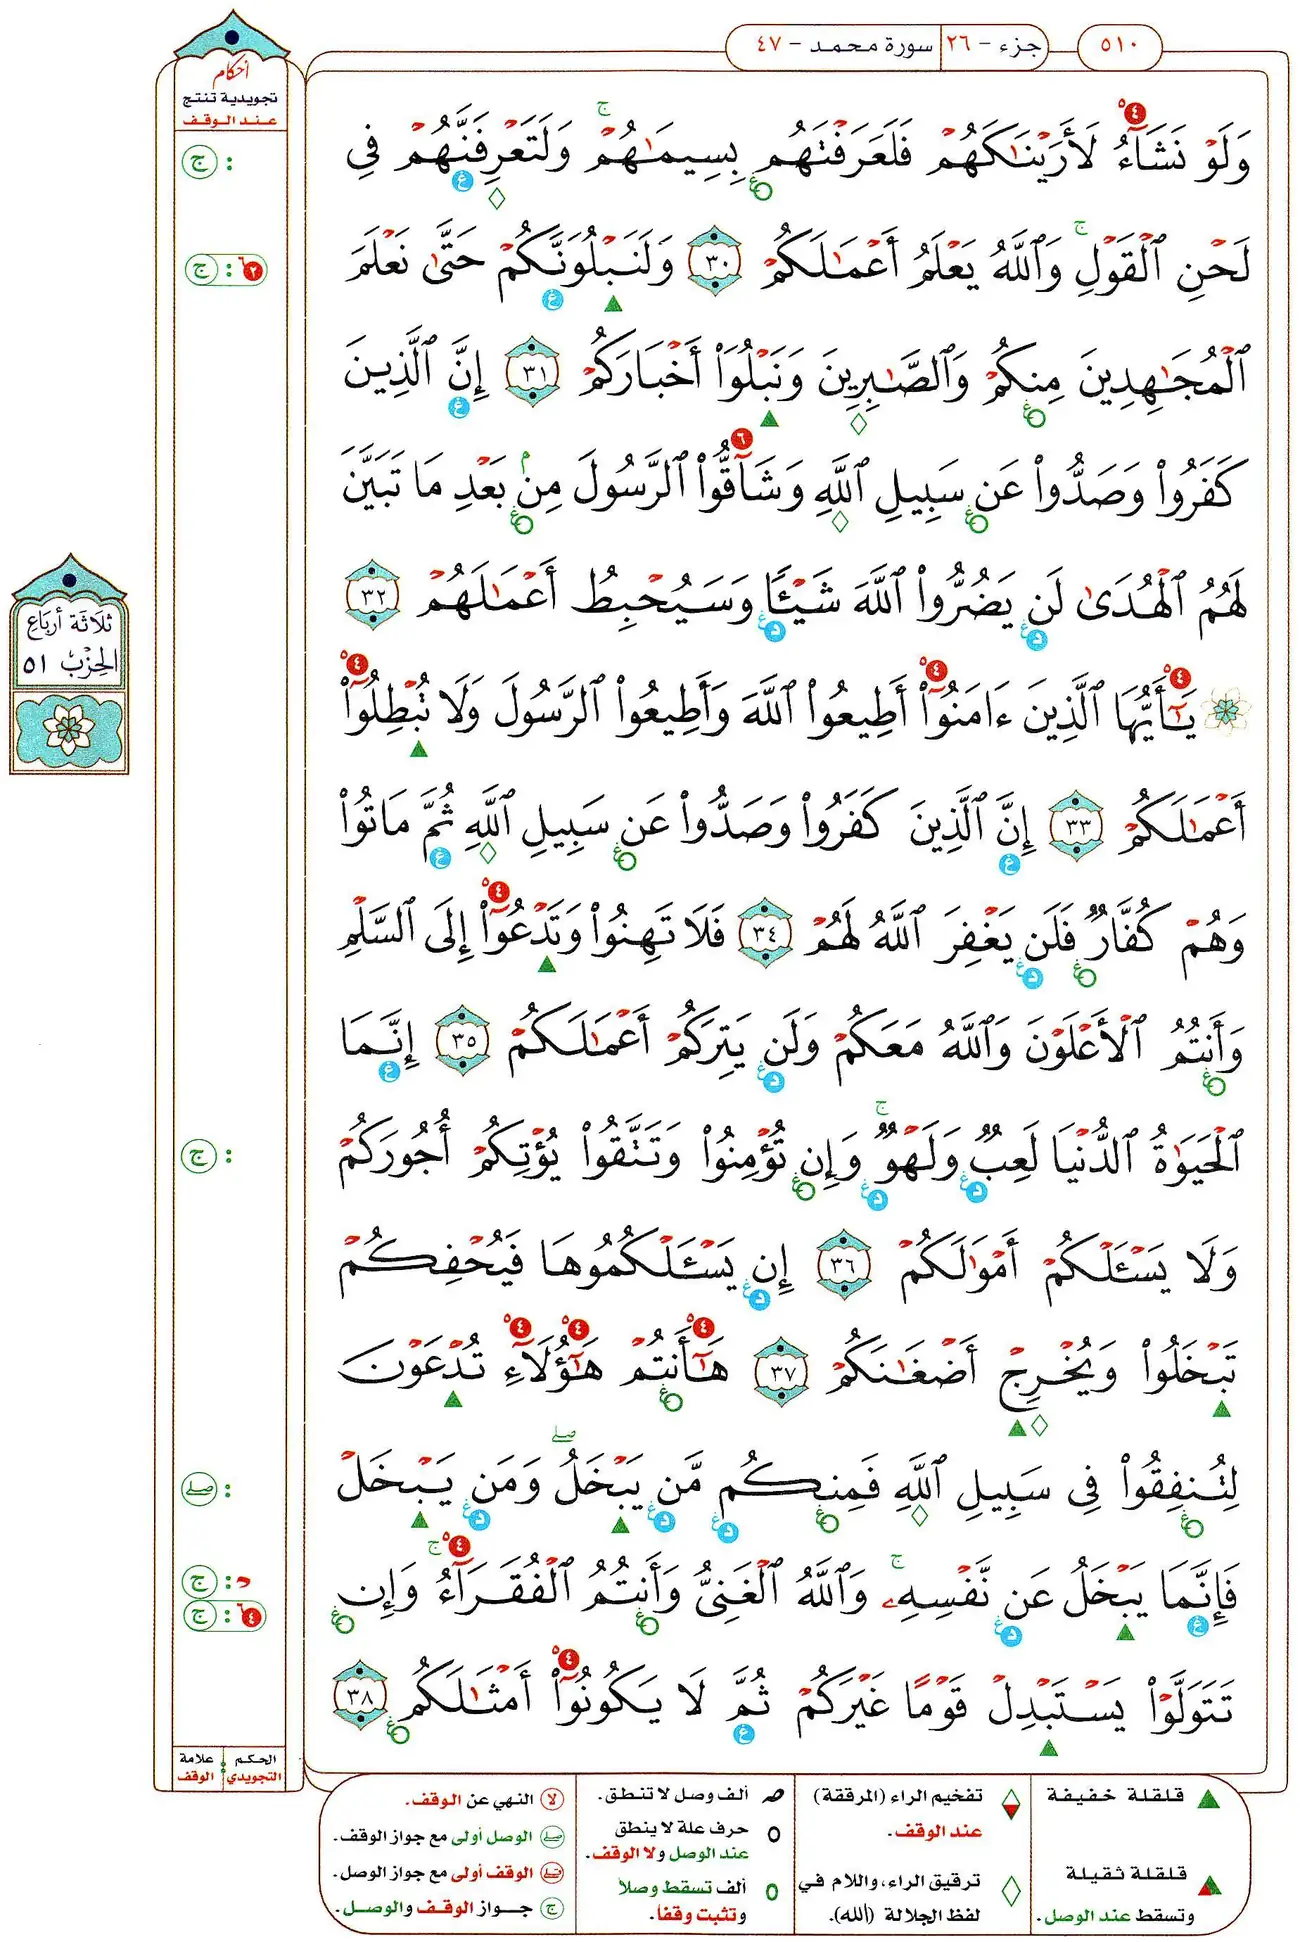 ٥١٠
جزء - ٢٦ سورة محمد - ٤٧
وَلَوْ نَشَآءُ لَأَرَيْنَٰكَهُمْ فَلَعَرَفْتَهُم بِسِيمَٰهُمْ ۚ وَلَتَعْرِفَنَّهُمْ فِى
لَحْنِ ٱلْقَوْلِ ۚ وَٱللَّهُ يَعْلَمُ أَعْمَٰلَكُمْ ٣٠ وَلَنَبْلُوَنَّكُمْ حَتَّىٰ نَعْلَمَ
ٱلْمُجَٰهِدِينَ مِنكُمْ وَٱلصَّٰبِرِينَ وَنَبْلُوَا۟ أَخْبَارَكُمْ ٣١ إِنَّ ٱلَّذِينَ
كَفَرُوا۟ وَصَدُّوا۟ عَن سَبِيلِ ٱللَّهِ وَشَآقُّوا۟ ٱلرَّسُولَ مِنۢ بَعْدِ مَا تَبَيَّنَ
لَهُمُ ٱلْهُدَىٰ لَن يَضُرُّوا۟ ٱللَّهَ شَيْـًٔا وَسَيُحْبِطُ أَعْمَٰلَهُمْ ٣٢
يَٰٓأَيُّهَا ٱلَّذِينَ ءَامَنُوٓا۟ أَطِيعُوا۟ ٱللَّهَ وَأَطِيعُوا۟ ٱلرَّسُولَ وَلَا تُبْطِلُوٓا۟
أَعْمَٰلَكُمْ ٣٣ إِنَّ ٱلَّذِينَ كَفَرُوا۟ وَصَدُّوا۟ عَن سَبِيلِ ٱللَّهِ ثُمَّ مَاتُوا۟
وَهُمْ كُفَّارٌ فَلَن يَغْفِرَ ٱللَّهُ لَهُمْ ٣٤ فَلَا تَهِنُوا۟ وَتَدْعُوٓا۟ إِلَى ٱلسَّلْمِ
وَأَنتُمُ ٱلْأَعْلَوْنَ وَٱللَّهُ مَعَكُمْ وَلَن يَتِرَكُمْ أَعْمَٰلَكُمْ ٣٥ إِنَّمَا
ٱلْحَيَوٰةُ ٱلدُّنْيَا لَعِبٌ وَلَهْوٌ ۚ وَإِن تُؤْمِنُوا۟ وَتَتَّقُوا۟ يُؤْتِكُمْ أُجُورَكُمْ
وَلَا يَسْـَٔلْكُمْ أَمْوَٰلَكُمْ ٣٦ إِن يَسْـَٔلْكُمُوهَا فَيُحْفِكُمْ
تَبْخَلُوا۟ وَيُخْرِجْ أَضْغَٰنَكُمْ ٣٧ هَٰٓأَنتُمْ هَٰٓؤُلَآءِ تُدْعَوْنَ
لِتُنفِقُوا۟ فِى سَبِيلِ ٱللَّهِ فَمِنكُم مَّن يَبْخَلُ ۖ وَمَن يَبْخَلْ
فَإِنَّمَا يَبْخَلُ عَن نَّفْسِهِۦ ۚ وَٱللَّهُ ٱلْغَنِىُّ وَأَنتُمُ ٱلْفُقَرَآءُ ۚ وَإِن
تَتَوَلَّوْا۟ يَسْتَبْدِلْ قَوْمًا غَيْرَكُمْ ثُمَّ لَا يَكُونُوٓا۟ أَمْثَٰلَكُم ٣٨
أحكام
تجويدية تنتج
عند الوقف
: ج
: ج
: ج
: صلے
: ج
: ج
الحكم التجويدي : علامة الوقف
ثلاثة أرباع
الحزب ٥١
قلقلة خفيفة
قلقلة ثقيلة
وتسقط عند الوصل.
تفخيم الراء (المرققة)
عند الوقف.
ترقيق الراء، واللام في
لفظ الجلالة (الله).
ألف وصل لا تنطق.
حرف علة لا ينطق
عند الوصل ولا الوقف.
ألف تسقط وصلاً
وتثبت وقفاً.
لا النهي عن الوقف.
صلے الوصل أولى مع جواز الوقف.
قلے الوقف أولى مع جواز الوصل.
ج جواز الوقف والوصل.